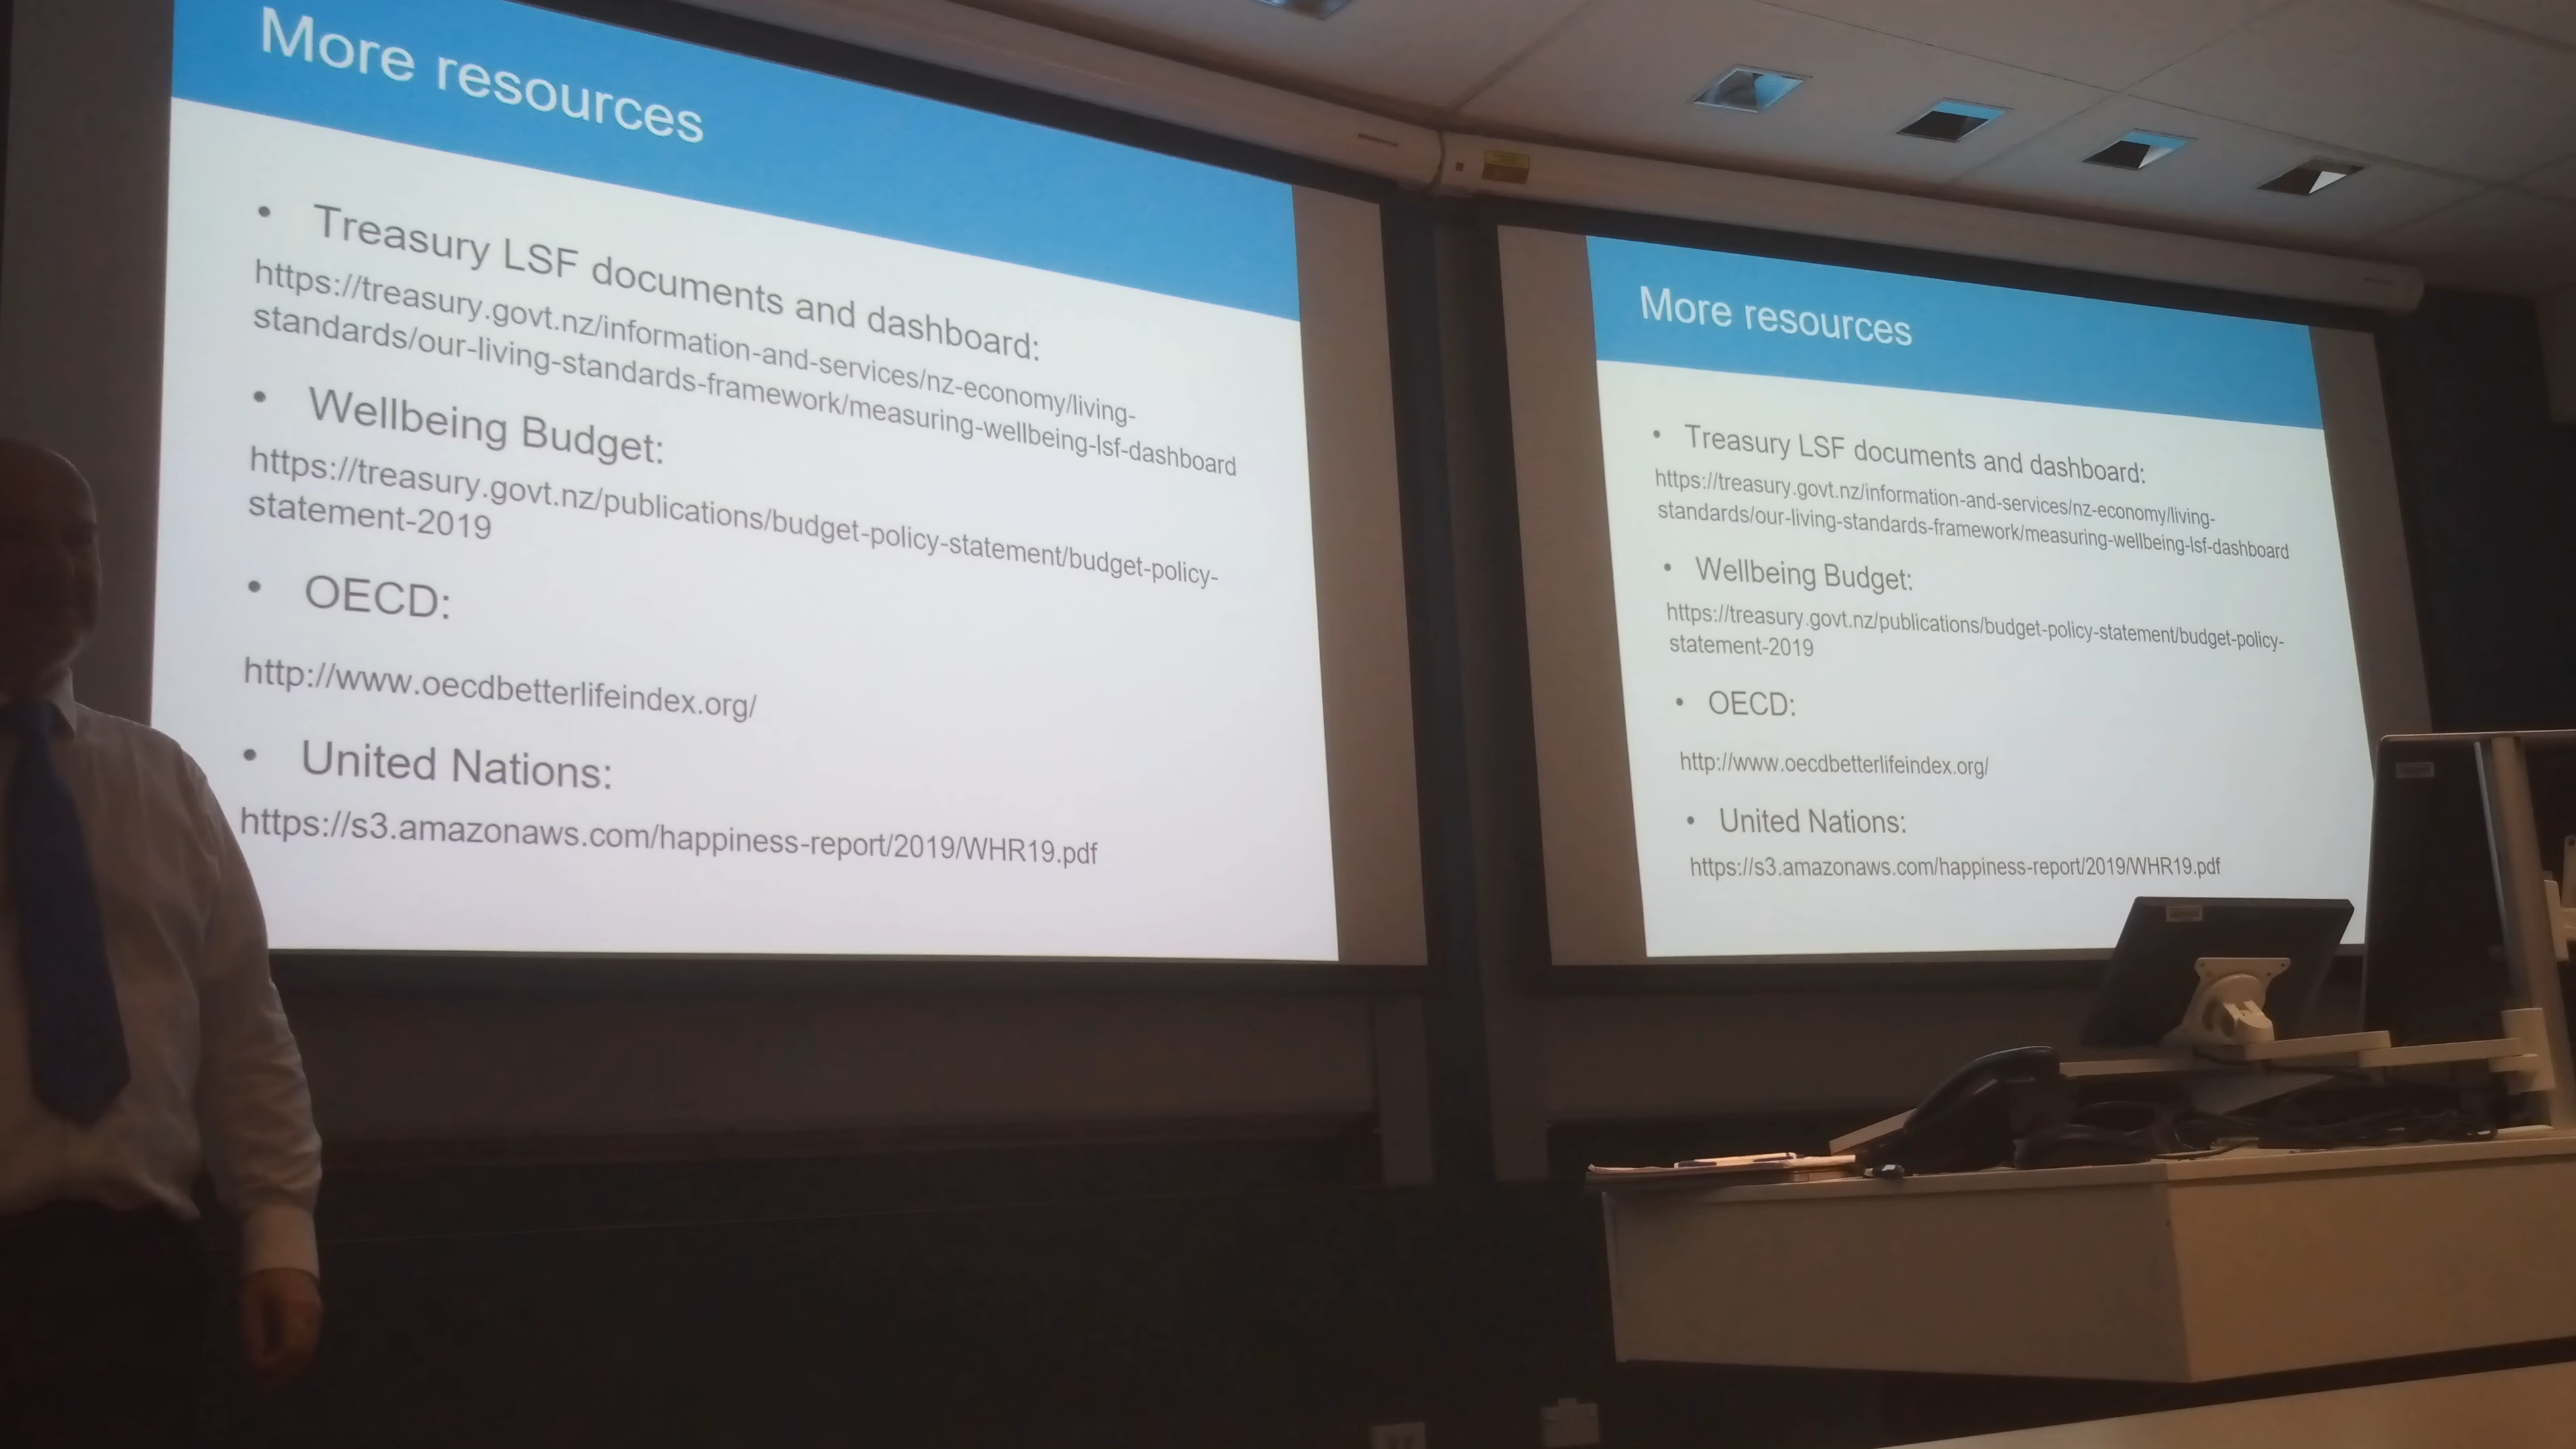 More resources
• Treasury LSF documents and dashboard:
https://treasury.govt.nz/information-and-services/nz-economy/living-
standards/our-living-standards-framework/measuring-wellbeing-lsf-dashboard
• Wellbeing Budget:
https://treasury.govt.nz/publications/budget-policy-statement/budget-policy-
statement-2019
• OECD:
http://www.oecdbetterlifeindex.org/
• United Nations:
https://s3.amazonaws.com/happiness-report/2019/WHR19.pdf
More resources
• Treasury LSF documents and dashboard:
https://treasury.govt.nz/information-and-services/nz-economy/living-
standards/our-living-standards-framework/measuring-wellbeing-lsf-dashboard
• Wellbeing Budget:
https://treasury.govt.nz/publications/budget-policy-statement/budget-policy-
statement-2019
• OECD:
http://www.oecdbetterlifeindex.org/
• United Nations:
https://s3.amazonaws.com/happiness-report/2019/WHR19.pdf